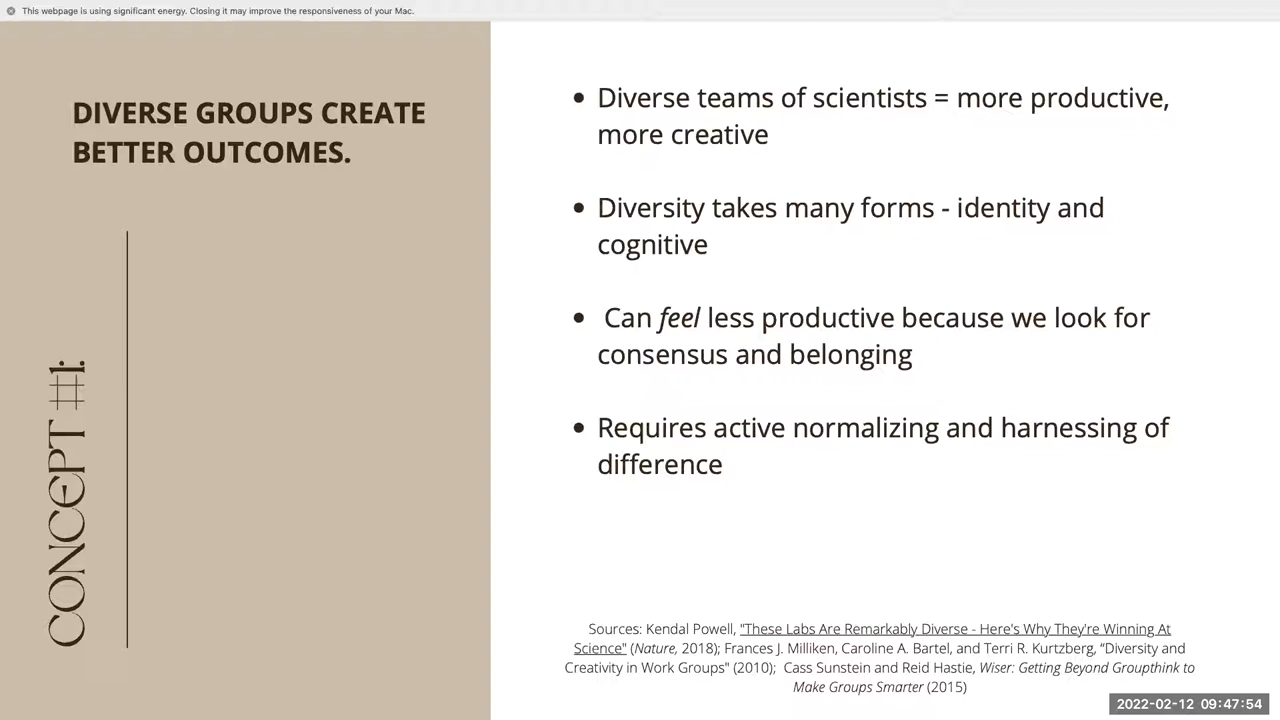 This webpage is using significant energy. Closing it may improve the responsiveness of your Mac.
DIVERSE GROUPS CREATE
BETTER OUTCOMES.
CONCEPT #1:
• Diverse teams of scientists = more productive,
more creative
• Diversity takes many forms - identity and
cognitive
• Can feel less productive because we look for
consensus and belonging
• Requires active normalizing and harnessing of
difference
Sources: Kendal Powell, "These Labs Are Remarkably Diverse - Here's Why They're Winning At
Science" (Nature, 2018); Frances J. Milliken, Caroline A. Bartel, and Terri R. Kurtzberg, “Diversity and
Creativity in Work Groups" (2010); Cass Sunstein and Reid Hastie, Wiser: Getting Beyond Groupthink to
Make Groups Smarter (2015)
2022-02-12 09:47:54